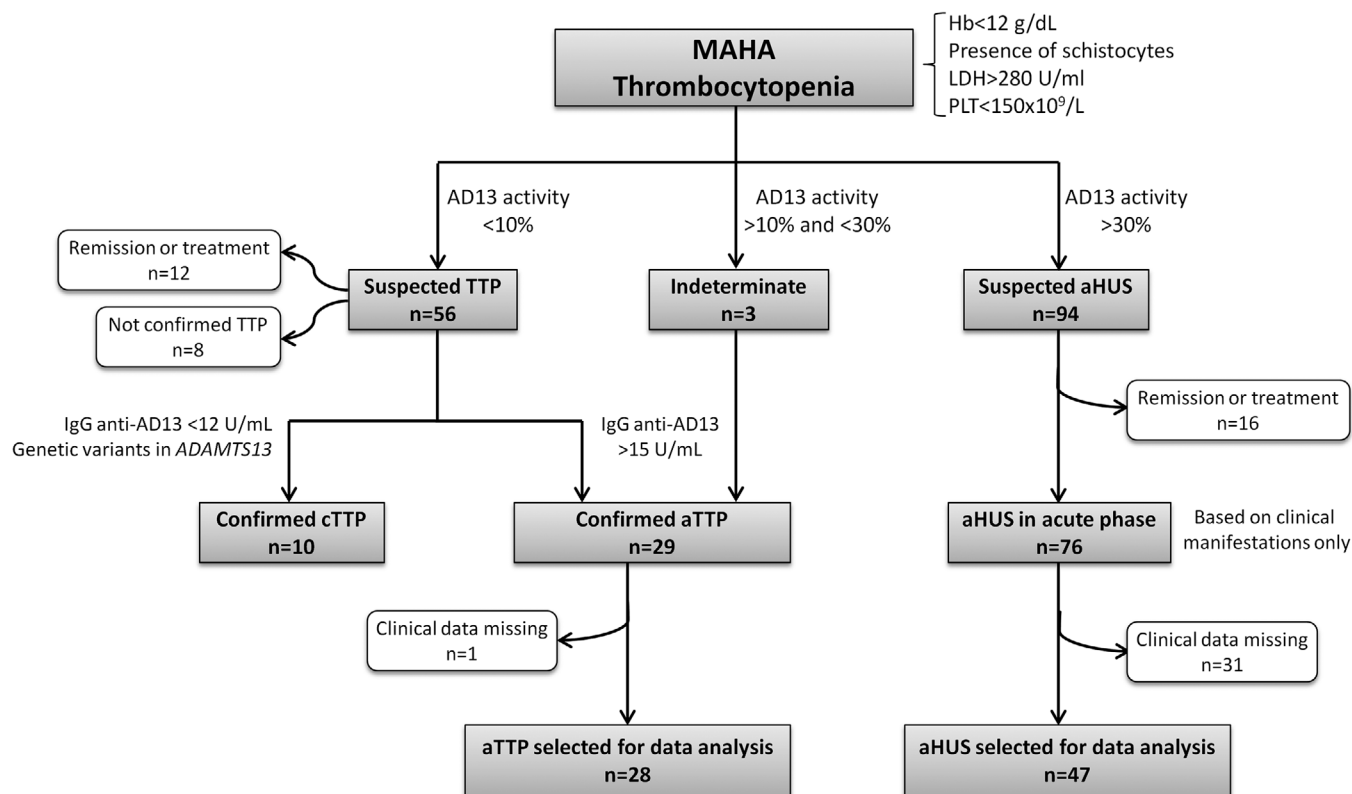 MAHA
Thrombocytopenia
Hb<12 g/dL
Presence of schistocytes
LDH>280 U/ml
PLT<150x10⁹/L
AD13 activity
<10%
AD13 activity
>10% and <30%
AD13 activity
>30%
Remission or treatment
n=12
Suspected TTP
n=56
Indeterminate
n=3
Suspected aHUS
n=94
Not confirmed TTP
n=8
Remission or treatment
n=16
IgG anti-AD13 <12 U/mL
Genetic variants in ADAMTS13
IgG anti-AD13
>15 U/mL
Confirmed cTTP
n=10
Confirmed aTTP
n=29
aHUS in acute phase
n=76
Based on clinical
manifestations only
Clinical data missing
n=1
Clinical data missing
n=31
aTTP selected for data analysis
n=28
aHUS selected for data analysis
n=47